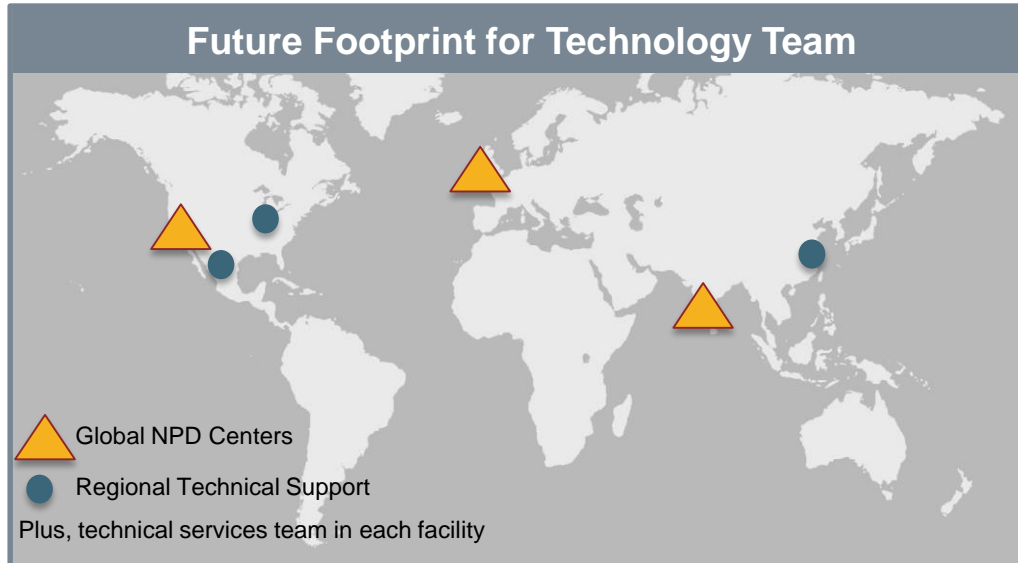 Future Footprint for Technology Team
Global NPD Centers
Regional Technical Support
Plus, technical services team in each facility